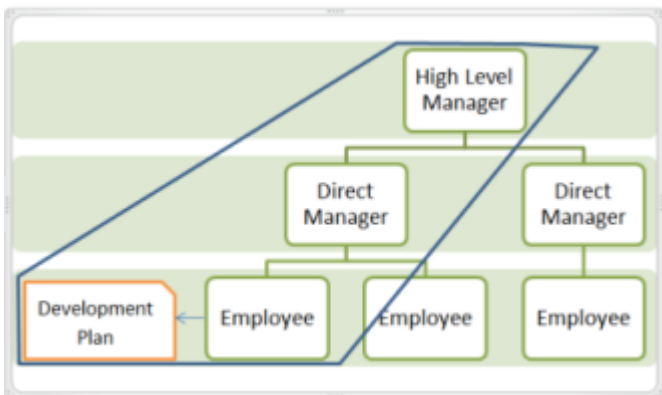 High Level
Manager
Direct
Manager
Direct
Manager
Development
Plan
Employee
Employee
Employee